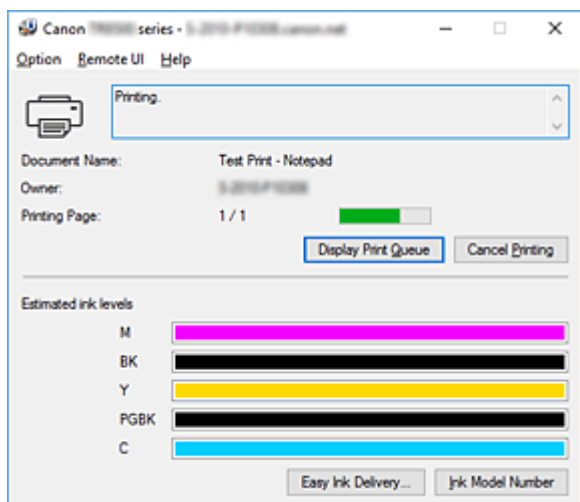 Canon series -
Option Remote UI Help
Printing.
Document Name: Test Print - Notepad
Owner:
Printing Page: 1 / 1
Display Print Queue Cancel Printing
Estimated ink levels
M
BK
Y
PGBK
C
Easy Ink Delivery... Ink Model Number